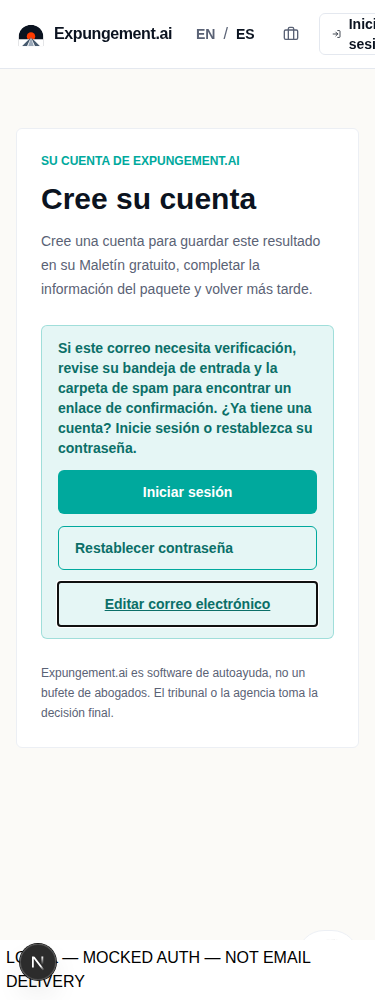 Expungement.ai
EN / ES
Inici
sesi
SU CUENTA DE EXPUNGEMENT.AI
Cree su cuenta
Cree una cuenta para guardar este resultado
en su Maletín gratuito, completar la
información del paquete y volver más tarde.
Si este correo necesita verificación,
revise su bandeja de entrada y la
carpeta de spam para encontrar un
enlace de confirmación. ¿Ya tiene una
cuenta? Inicie sesión o restablezca su
contraseña.
Iniciar sesión
Restablecer contraseña
Editar correo electrónico
Expungement.ai es software de autoayuda, no un
bufete de abogados. El tribunal o la agencia toma la
decisión final.
— MOCKED AUTH — NOT EMAIL
DELIVERY